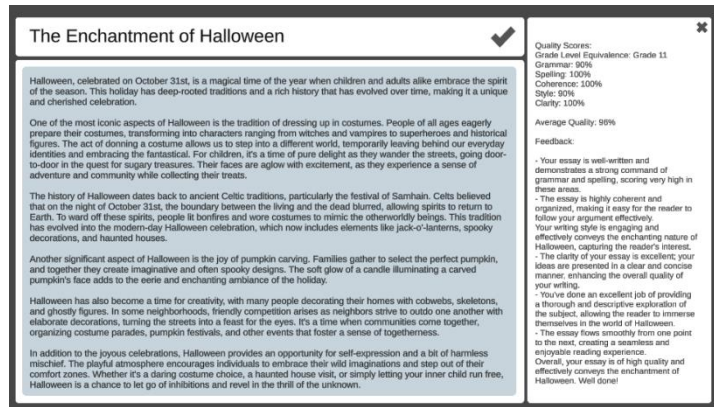 The Enchantment of Halloween
Halloween, celebrated on October 31st, is a magical time of the year when children and adults alike embrace the spirit
of the season. This holiday has deep-rooted traditions and a rich history that has evolved over time, making it a unique
and cherished celebration.
One of the most iconic aspects of Halloween is the tradition of dressing up in costumes. People of all ages eagerly
prepare their costumes, transforming into characters ranging from witches and vampires to superheroes and historical
figures. The act of donning a costume allows us to step into a different world, temporarily leaving behind our everyday
identities and embracing the fantastical. For children, it's a time of pure delight as they wander the streets, going door-
to-door in the quest for sugary treasures. Their faces are aglow with excitement, as they experience a sense of
adventure and community while collecting their treats.
The history of Halloween dates back to ancient Celtic traditions, particularly the festival of Samhain. Celts believed
that on the night of October 31st, the boundary between the living and the dead blurred, allowing spirits to return to
Earth. To ward off these spirits, people lit bonfires and wore costumes to mimic the otherworldly beings. This tradition
has evolved into the modern-day Halloween celebration, which now includes elements like jack-o'-lanterns, spooky
decorations, and haunted houses.
Another significant aspect of Halloween is the joy of pumpkin carving. Families gather to select the perfect pumpkin,
and together they create imaginative and often spooky designs. The soft glow of a candle illuminating a carved
pumpkin's face adds to the eerie and enchanting ambiance of the holiday.
Halloween has also become a time for creativity, with many people decorating their homes with cobwebs, skeletons,
and ghostly figures. In some neighborhoods, friendly competition arises as neighbors strive to outdo one another with
elaborate decorations, turning the streets into a feast for the eyes. It's a time when communities come together,
organizing costume parades, pumpkin festivals, and other events that foster a sense of togetherness.
In addition to the joyous celebrations, Halloween provides an opportunity for self-expression and a bit of harmless
mischief. The playful atmosphere encourages individuals to embrace their wild imaginations and step out of their
comfort zones. Whether it's a daring costume choice, a haunted house visit, or simply letting your inner child run free,
Halloween is a chance to let go of inhibitions and revel in the thrill of the unknown.
Quality Scores:
Grade Level Equivalence: Grade 11
Grammar: 90%
Spelling: 100%
Coherence: 100%
Style: 90%
Clarity: 100%
Average Quality: 96%
Feedback:
- Your essay is well-written and
demonstrates a strong command of
grammar and spelling, scoring very high in
these areas.
- The essay is highly coherent and
organized, making it easy for the reader to
follow your argument effectively.
Your writing style is engaging and
effectively conveys the enchanting nature of
Halloween, capturing the reader's interest.
- The clarity of your essay is excellent; your
ideas are presented in a clear and concise
manner, enhancing the overall quality of
your writing.
- You've done an excellent job of providing
a thorough and descriptive exploration of
the subject, allowing the reader to immerse
themselves in the world of Halloween.
- The essay flows smoothly from one point
to the next, creating a seamless and
enjoyable reading experience.
Overall, your essay is of high quality and
effectively conveys the enchantment of
Halloween. Well done!